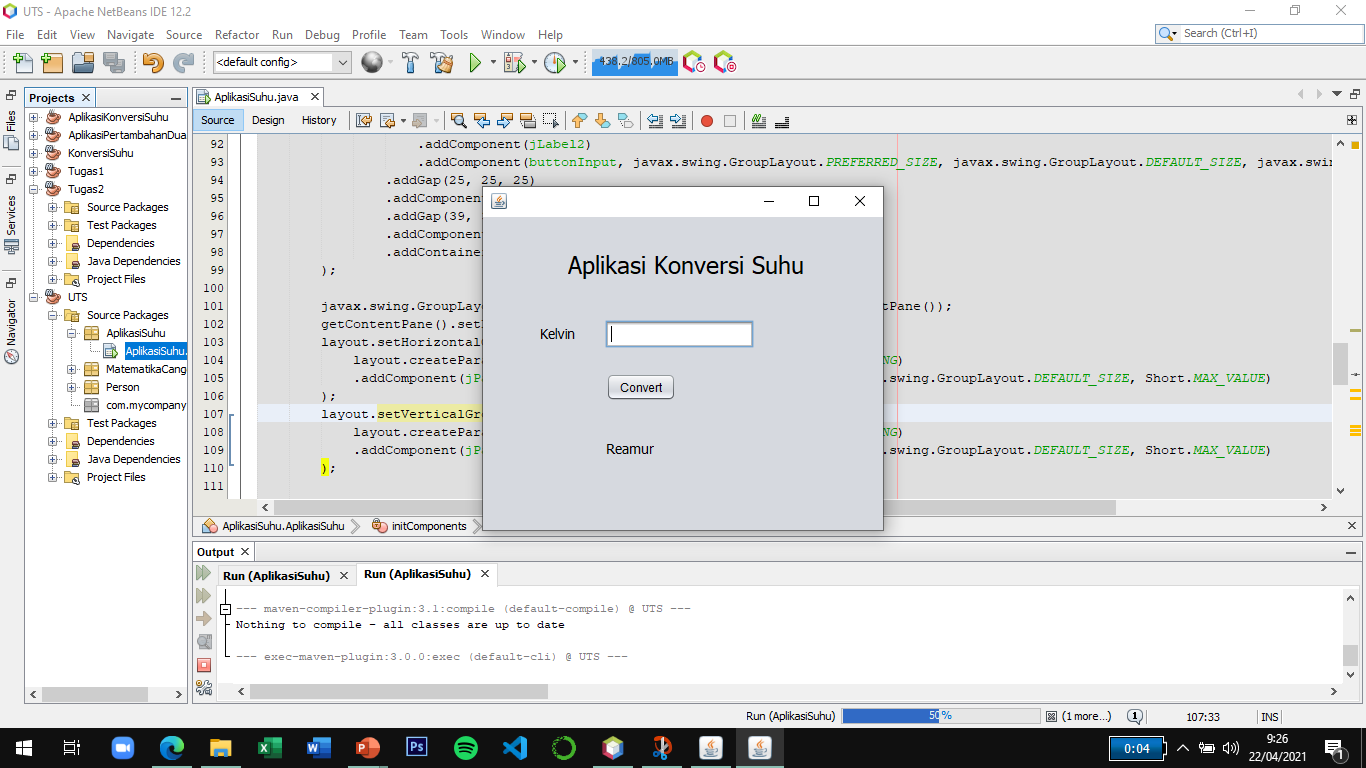 UTS - Apache NetBeans IDE 12.2
File Edit View Navigate Source Refactor Run Debug Profile Team Tools Window Help
Search (Ctrl+I)
<default config>
438,2/805,0MB
Files
Services
Navigator
Projects
AplikasiKonversiSuhu
AplikasiPertambahanDua
KonversiSuhu
Tugas1
Tugas2
Source Packages
Test Packages
Dependencies
Java Dependencies
Project Files
UTS
Source Packages
AplikasiSuhu
AplikasiSuhu.
MatematikaCang
Person
com.mycompany
Test Packages
Dependencies
Java Dependencies
Project Files
AplikasiSuhu.java
Source Design History
92 .addComponent(jLabel2)
93 .addComponent(buttonInput, javax.swing.GroupLayout.PREFERRED_SIZE, javax.swing.GroupLayout.DEFAULT_SIZE, javax.swin
94 .addGap(25, 25, 25)
95 .addComponen
96 .addGap(39,
97 .addComponen
98 .addContaine
99 );
100
101 javax.swing.GroupLay tPane());
102 getContentPane().set
103 layout.setHorizontal
104 layout.createPara NG)
105 .addComponent(jP .swing.GroupLayout.DEFAULT_SIZE, Short.MAX_VALUE)
106 );
107 layout.setVerticalGr
108 layout.createPara NG)
109 .addComponent(jP .swing.GroupLayout.DEFAULT_SIZE, Short.MAX_VALUE)
110 );
111
Aplikasi Konversi Suhu
Kelvin
Convert
Reamur
AplikasiSuhu.AplikasiSuhu initComponents
Output
Run (AplikasiSuhu) Run (AplikasiSuhu)
--- maven-compiler-plugin:3.1:compile (default-compile) @ UTS ---
Nothing to compile - all classes are up to date
--- exec-maven-plugin:3.0.0:exec (default-cli) @ UTS ---
Run (AplikasiSuhu) 50 % (1 more...) 1 107:33 INS
0:04
9:26
22/04/2021
1